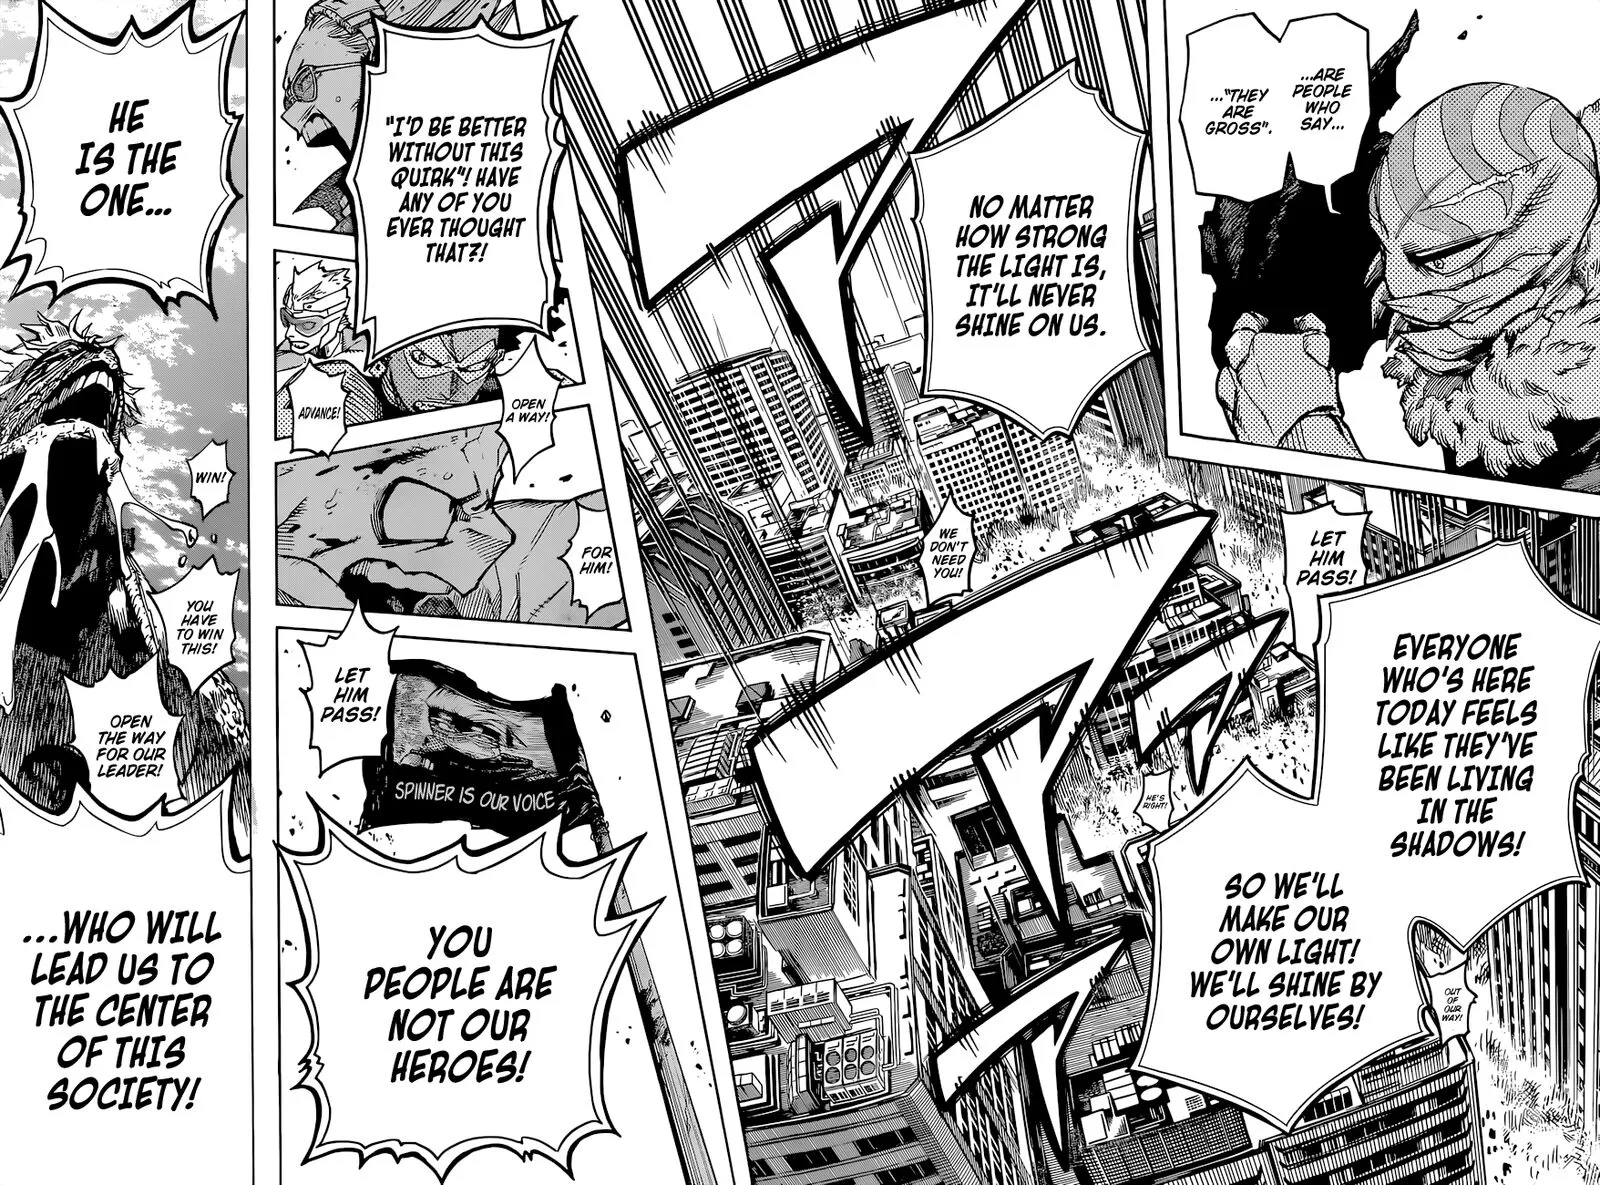 ...ARE
PEOPLE
WHO
SAY...
..."THEY
ARE
GROSS".
NO MATTER
HOW STRONG
THE LIGHT IS,
IT'LL NEVER
SHINE ON US.
LET
HIM
PASS!
WE
DON'T
NEED
YOU!
EVERYONE
WHO'S HERE
TODAY FEELS
LIKE THEY'VE
BEEN LIVING
IN THE
SHADOWS!
HE'S
RIGHT!
SO WE'LL
MAKE OUR
OWN LIGHT!
WE'LL SHINE BY
OURSELVES!
OUT
OF OUR
WAY!
"I'D BE BETTER
WITHOUT THIS
QUIRK"! HAVE
ANY OF YOU
EVER THOUGHT
THAT?!
OPEN
A WAY!
ADVANCE!
FOR
HIM!
LET
HIM
PASS!
SPINNER IS OUR VOICE
YOU
PEOPLE ARE
NOT OUR
HEROES!
HE
IS THE
ONE...
WIN!
YOU
HAVE TO
WIN THIS!
OPEN
THE WAY
FOR OUR
LEADER!
...WHO WILL
LEAD US TO
THE CENTER
OF THIS
SOCIETY!